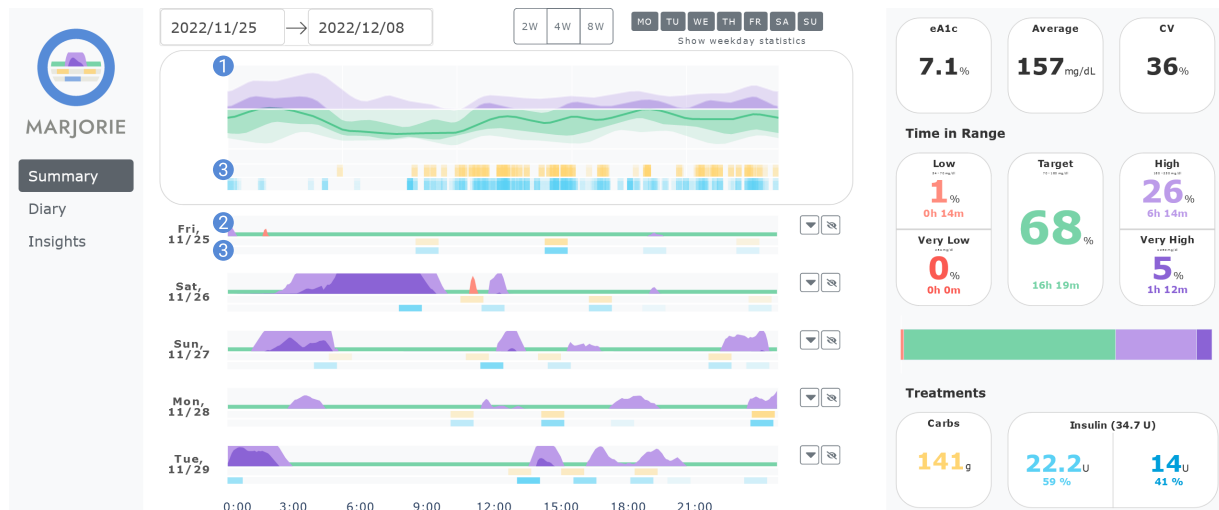 MARJORIE
Summary
Diary
Insights
2022/11/25
2022/12/08
2W 4W 8W
MO TU WE TH FR SA SU
Show weekday statistics
1
3
2
3
Fri,
11/25
Sat,
11/26
Sun,
11/27
Mon,
11/28
Tue,
11/29
0:00 3:00 6:00 9:00 12:00 15:00 18:00 21:00
eA1c
7.1%
Average
157mg/dL
CV
36%
Time in Range
Low
1%
0h 14m
Very Low
0%
0h 0m
Target
68%
16h 19m
High
26%
6h 14m
Very High
5%
1h 12m
Treatments
Carbs
141g
Insulin (34.7 U)
22.2U
59 %
14U
41 %